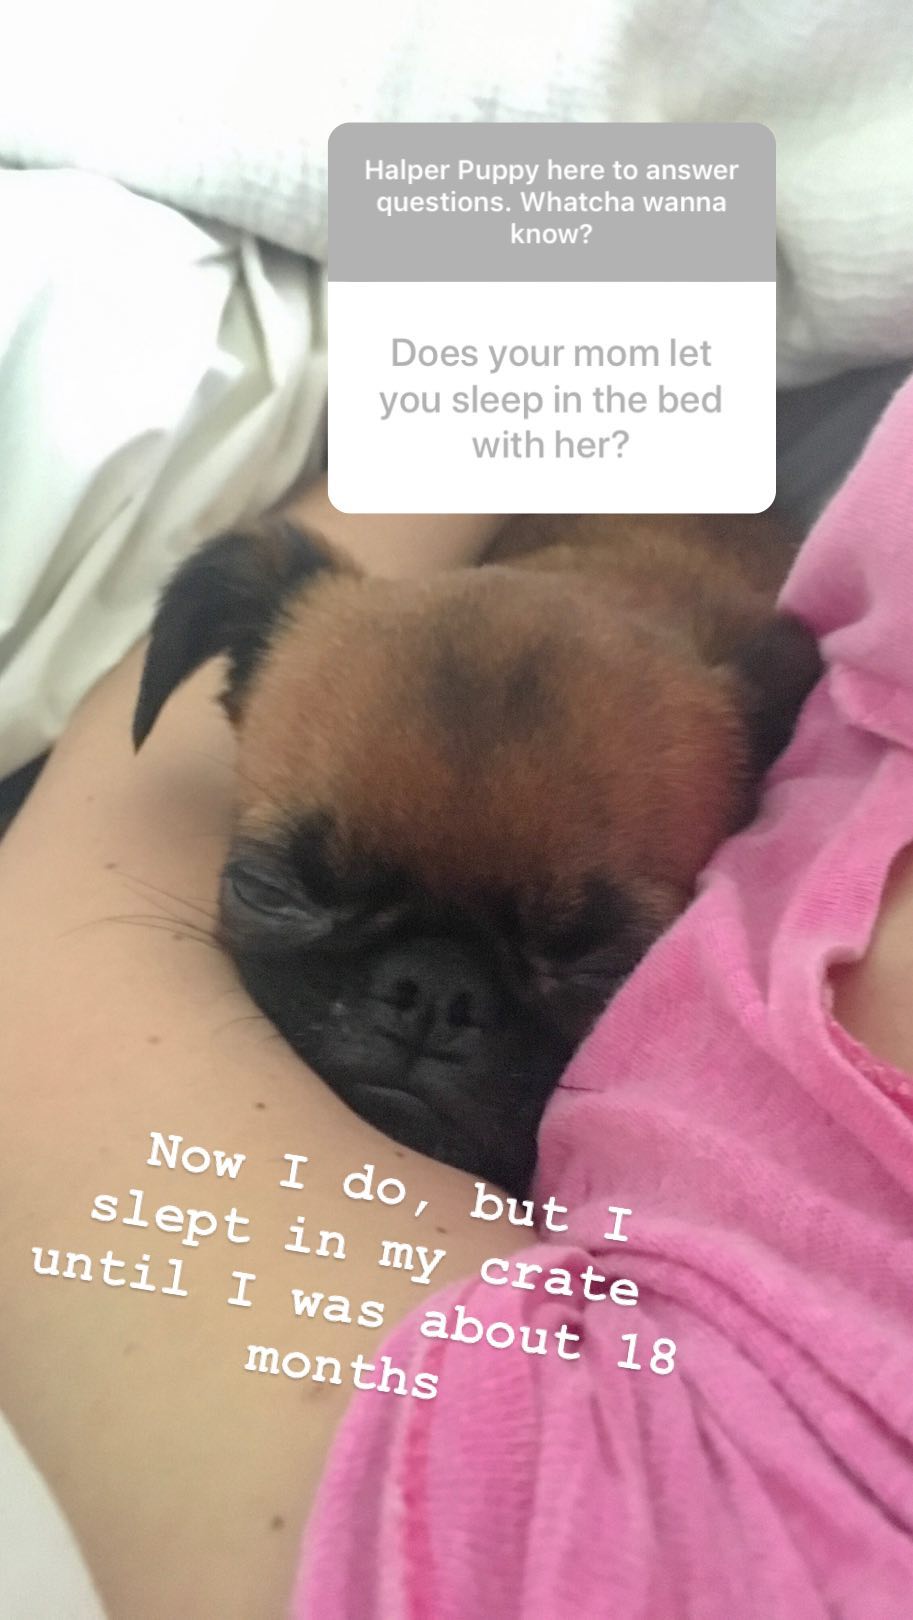 Halper Puppy here to answer
questions. Whatcha wanna
know?
Does your mom let
you sleep in the bed
with her?
Now I do, but I
slept in my crate
until I was about 18
months